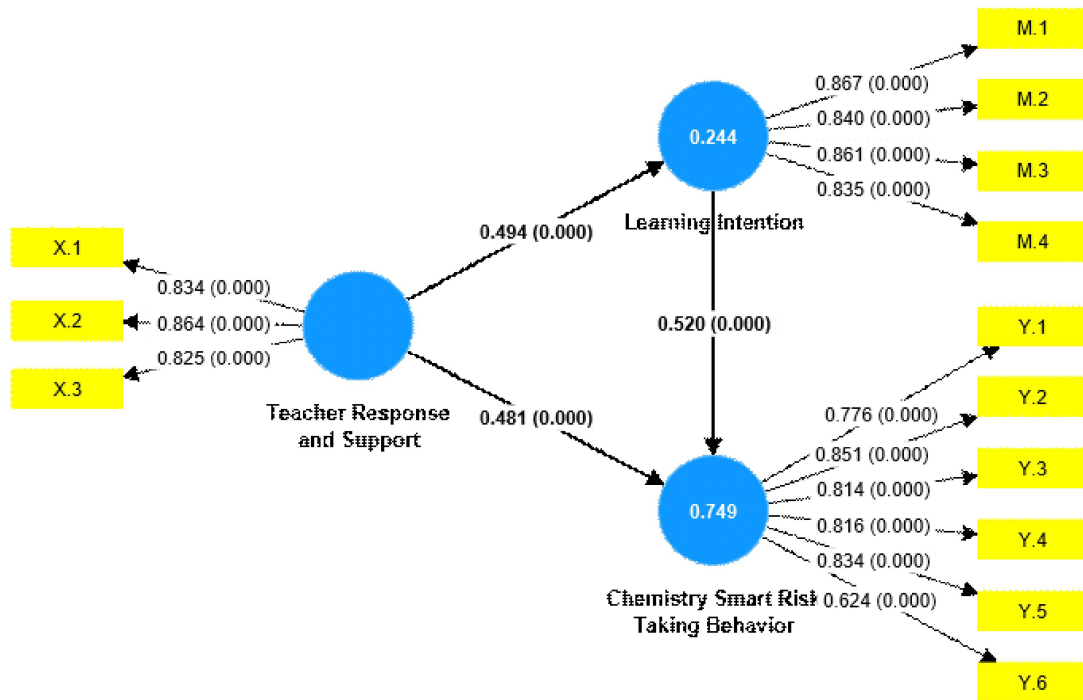 M.1
0.867 (0.000)
M.2
0.840 (0.000)
0.244
M.3
0.861 (0.000)
0.835 (0.000)
M.4
Learning Intention
0.494 (0.000)
X.1
0.834 (0.000)
X.2
0.864 (0.000)
X.3
0.825 (0.000)
Teacher Response
and Support
0.520 (0.000)
0.481 (0.000)
Y.1
0.776 (0.000)
Y.2
0.851 (0.000)
Y.3
0.814 (0.000)
0.749
0.816 (0.000)
Y.4
0.834 (0.000)
Y.5
Chemistry Smart Risk
Taking Behavior
0.624 (0.000)
Y.6